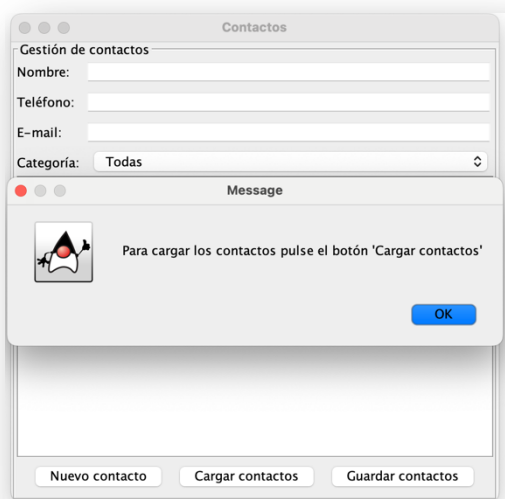 Contactos
Gestión de contactos
Nombre:
Teléfono:
E-mail:
Categoría: Todas
Message
Para cargar los contactos pulse el botón 'Cargar contactos'
OK
Nuevo contacto Cargar contactos Guardar contactos